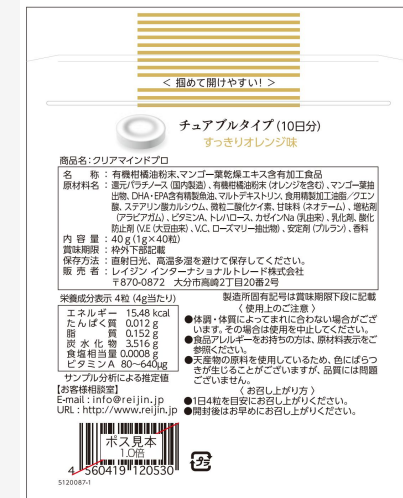 < 掴めて開けやすい! >
チュアブルタイプ (10日分)
すっきりオレンジ味
商品名:クリアマインドプロ
名 称:有機柑橘油粉末、マンゴー葉乾燥エキス含有加工食品
原材料名:還元パラチノース(国内製造)、有機柑橘油粉末(オレンジを含む)、マンゴー葉抽
出物、DHA・EPA含有精製魚油、マルトデキストリン、食用精製加工油脂/クエン
酸、ステアリン酸カルシウム、微粒二酸化ケイ素、甘味料(ネオテーム)、増粘剤
(アラビアガム)、ビタミンA、トレハロース、カゼインNa(乳由来)、乳化剤、酸化
防止剤(V.E(大豆由来)、V.C、ローズマリー抽出物)、安定剤(プルラン)、香料
内 容 量:40g(1g×40粒)
賞味期限:枠外下部記載
保存方法:直射日光、高温多湿を避けて保存してください。
販 売 者:レイジン インターナショナルトレード株式会社
〒870-0872 大分市高崎2丁目20番2号
栄養成分表示 4粒 (4g当たり)
エネルギー 15.48 kcal
たんぱく質 0.012 g
脂質 0.152 g
炭水化物 3.516 g
食塩相当量 0.0008 g
ビタミンA 80~640μg
サンプル分析による推定値
【お客様相談室】
E-mail : info@reijin.jp
URL : http://www.reijin.jp
製造所固有記号は賞味期限下段に記載
〈 使用上のご注意 〉
●体調・体質によってまれに合わない場合がござ
います。その場合は使用を中止してください。
●食品アレルギーをお持ちの方は、原材料表示をご
参照ください。
●天産物の原料を使用しているため、色にばらつ
きが生じることがございますが、品質には問題
ございません。
〈 お召し上がり方 〉
●1日4粒を目安にお召し上がりください。
●開封後はお早めにお召し上がりください。
ポス見本
1.0倍
4 560419 120530
プラ
5120087-1